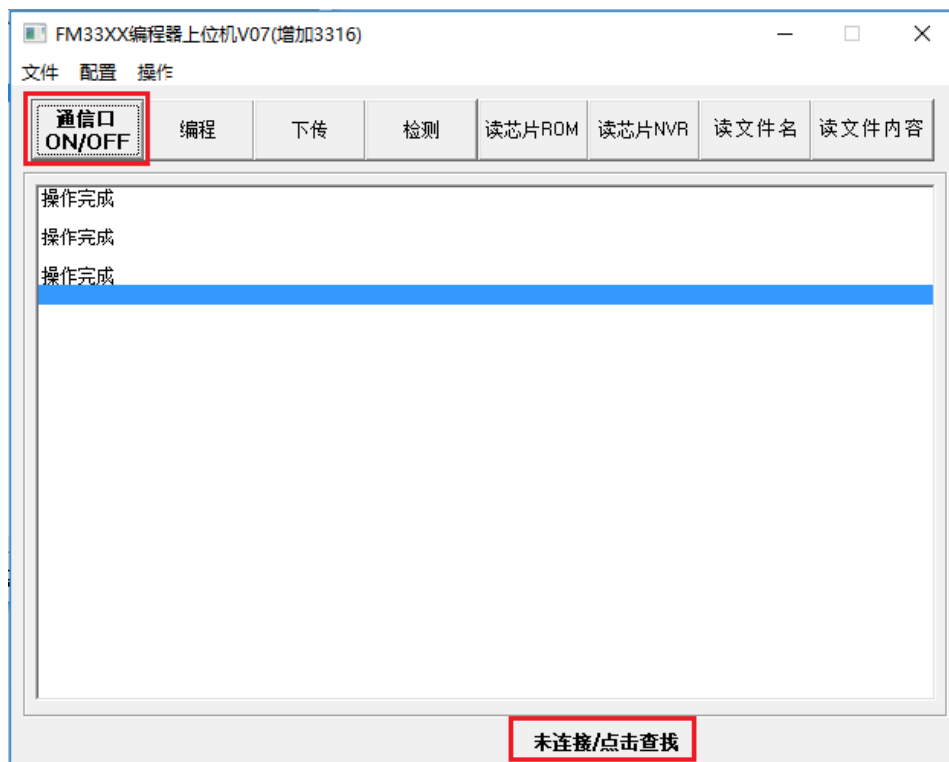 FM33XX编程器上位机V07(增加3316)
文件 配置 操作
通信口
ON/OFF
编程 下传 检测 读芯片ROM 读芯片NVR 读文件名 读文件内容
操作完成
操作完成
操作完成
未连接/点击查找